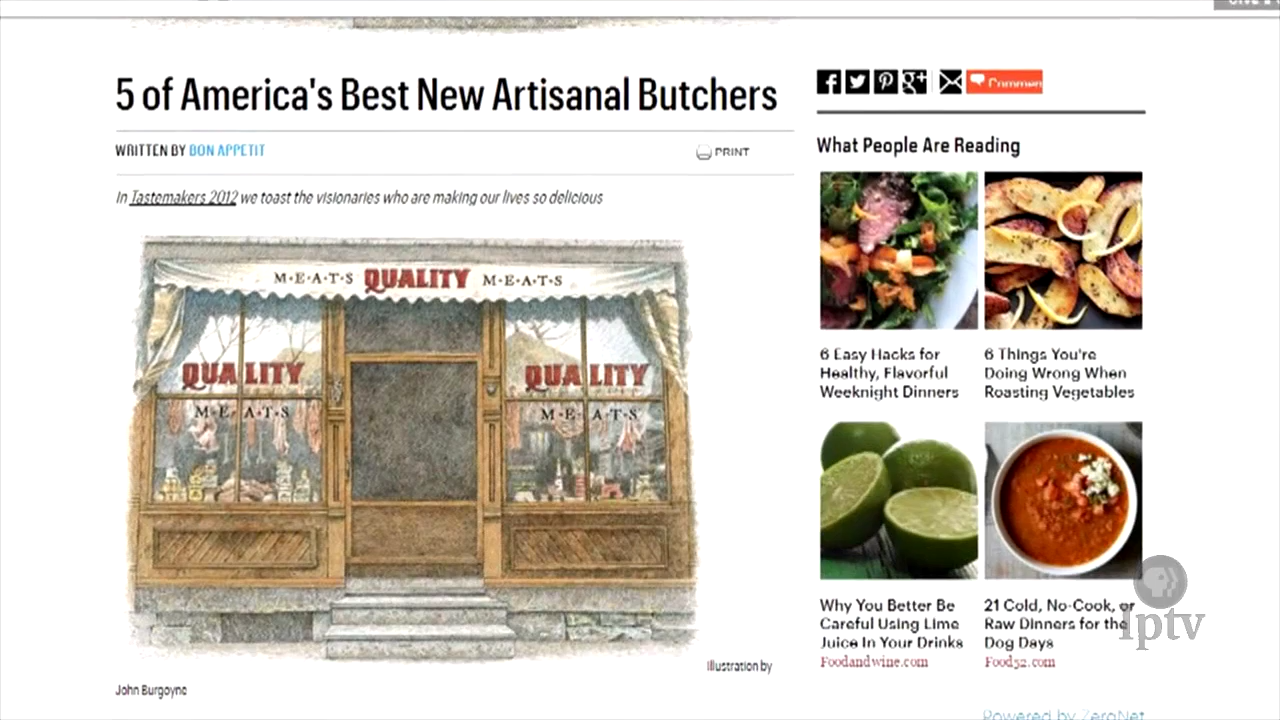 5 of America's Best New Artisanal Butchers
WRITTEN BY BON APPETIT
PRINT
In Tastemakers 2012 we toast the visionaries who are making our lives so delicious
M·E·A·T·S QUALITY M·E·A·T·S
QUALITY
M·E·A·T·S
QUALITY
M·E·A·T·S
Illustration by
John Burgoyne
What People Are Reading
6 Easy Hacks for
Healthy, Flavorful
Weeknight Dinners
6 Things You're
Doing Wrong When
Roasting Vegetables
Why You Better Be
Careful Using Lime
Juice In Your Drinks
Foodandwine.com
21 Cold, No-Cook, or
Raw Dinners for the
Dog Days
Food52.com
Powered by ZergNet
Iptv